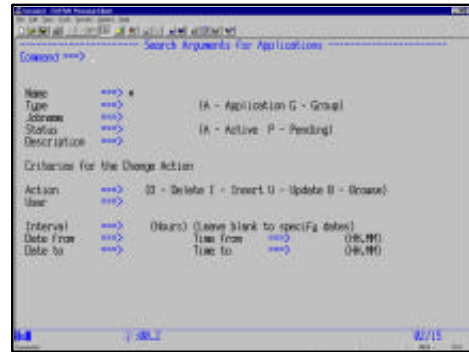 Search Arguments for Applications
Command ===>
Name ===> *
Type ===> (A - Application G - Group)
Jobname ===>
Status ===> (A - Active P - Pending)
Description ===>
Criterias for the Change Action
Action ===> (D - Delete I - Insert U - Update B - Browse)
User ===>
Interval ===> (Hours) (Leave blank to specify dates)
Date from ===> Time from ===> (HH.MM)
Date to ===> Time to ===> (HH.MM)
02/15